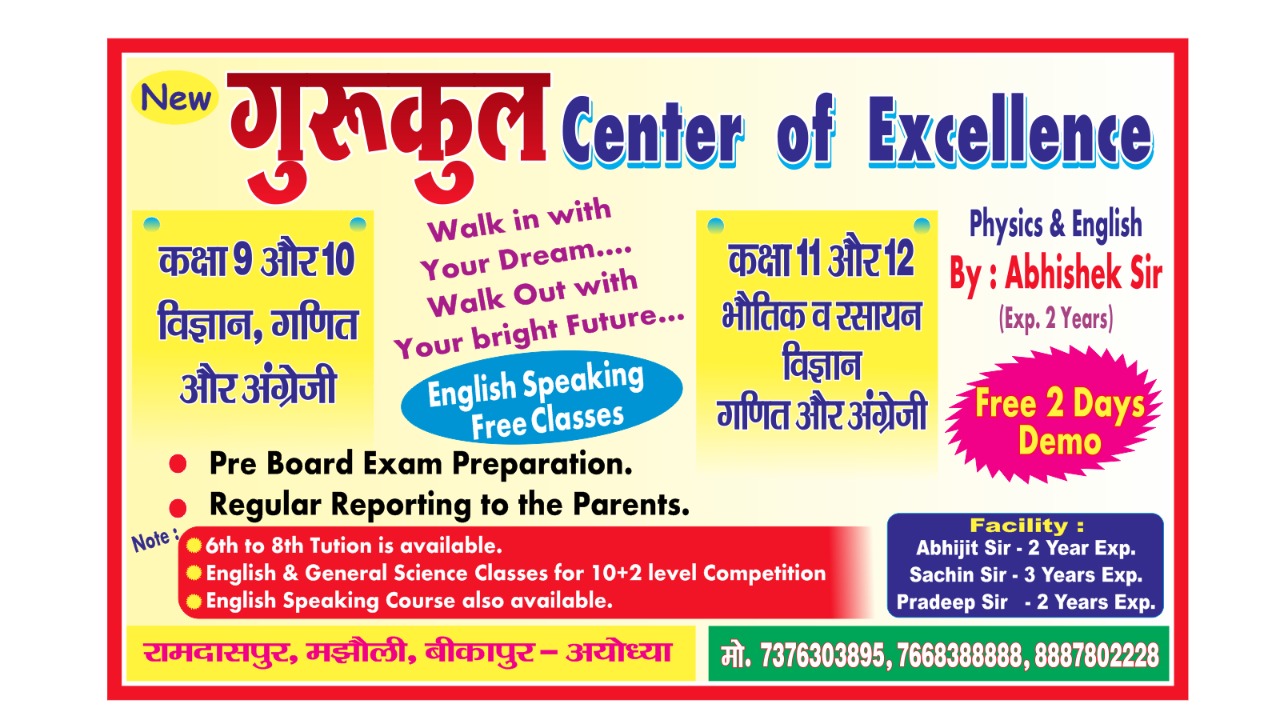 New गुरूकुल Center of Excellence
कक्षा 9 और 10
विज्ञान, गणित
और अंग्रेजी
Walk in with
Your Dream....
Walk Out with
Your bright Future...
English Speaking
Free Classes
कक्षा 11 और 12
भौतिक व रसायन
विज्ञान
गणित और अंग्रेजी
Physics & English
By : Abhishek Sir
(Exp. 2 Years)
Free 2 Days
Demo
Pre Board Exam Preparation.
Regular Reporting to the Parents.
Note :
6th to 8th Tution is available.
English & General Science Classes for 10+2 level Competition
English Speaking Course also available.
Facility :
Abhijit Sir - 2 Year Exp.
Sachin Sir - 3 Years Exp.
Pradeep Sir - 2 Years Exp.
रामदासपुर, मझौली, बीकापुर – अयोध्या
मो. 7376303895, 7668388888, 8887802228